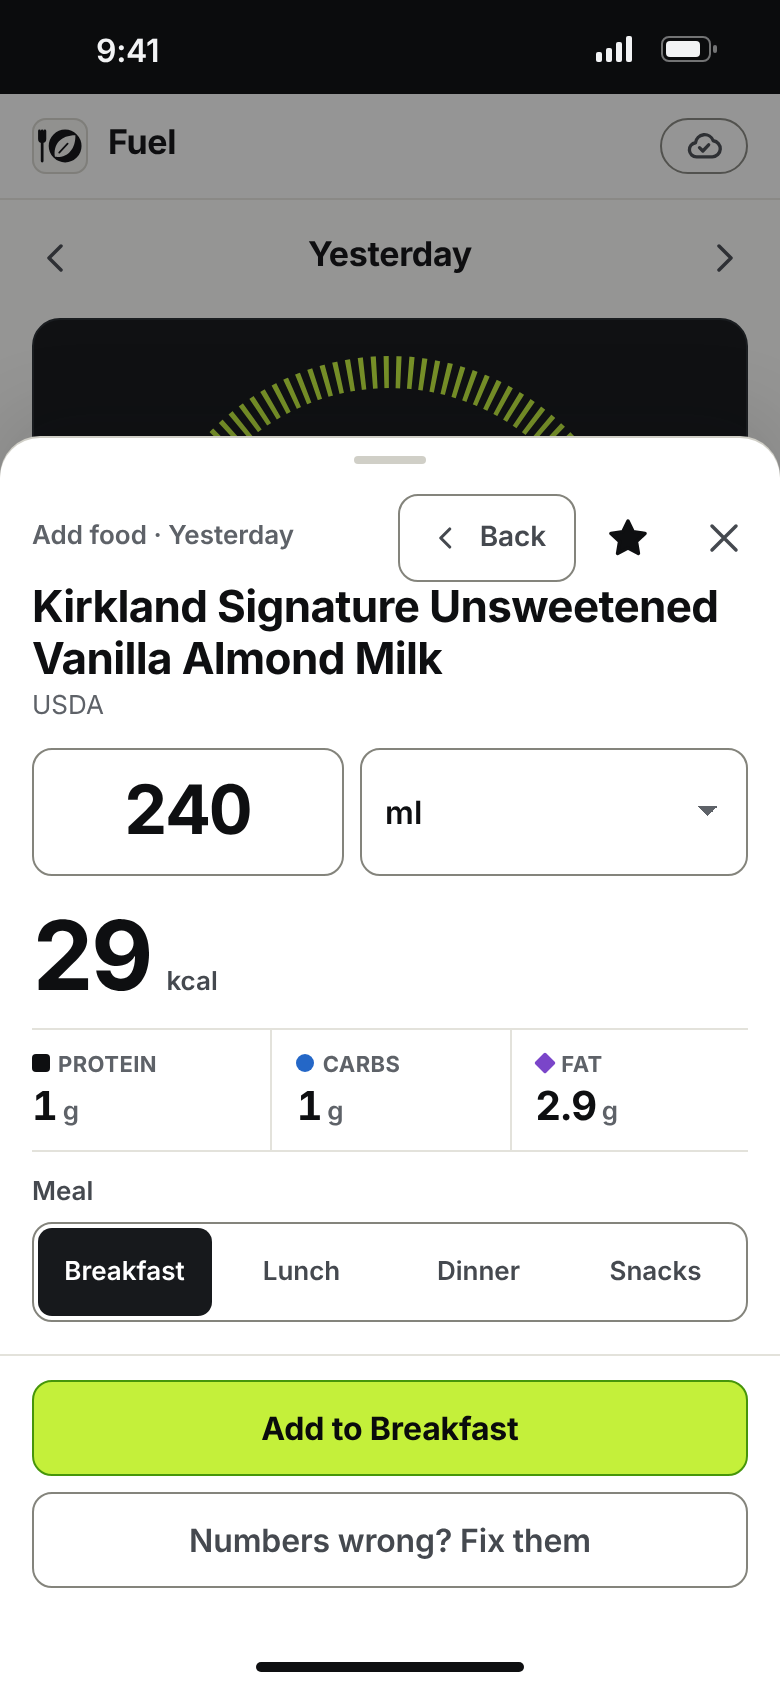 9:41
Fuel
Yesterday
Add food · Yesterday
Back
Kirkland Signature Unsweetened
Vanilla Almond Milk
USDA
240
ml
29 kcal
PROTEIN
1 g
CARBS
1 g
FAT
2.9 g
Meal
Breakfast
Lunch
Dinner
Snacks
Add to Breakfast
Numbers wrong? Fix them